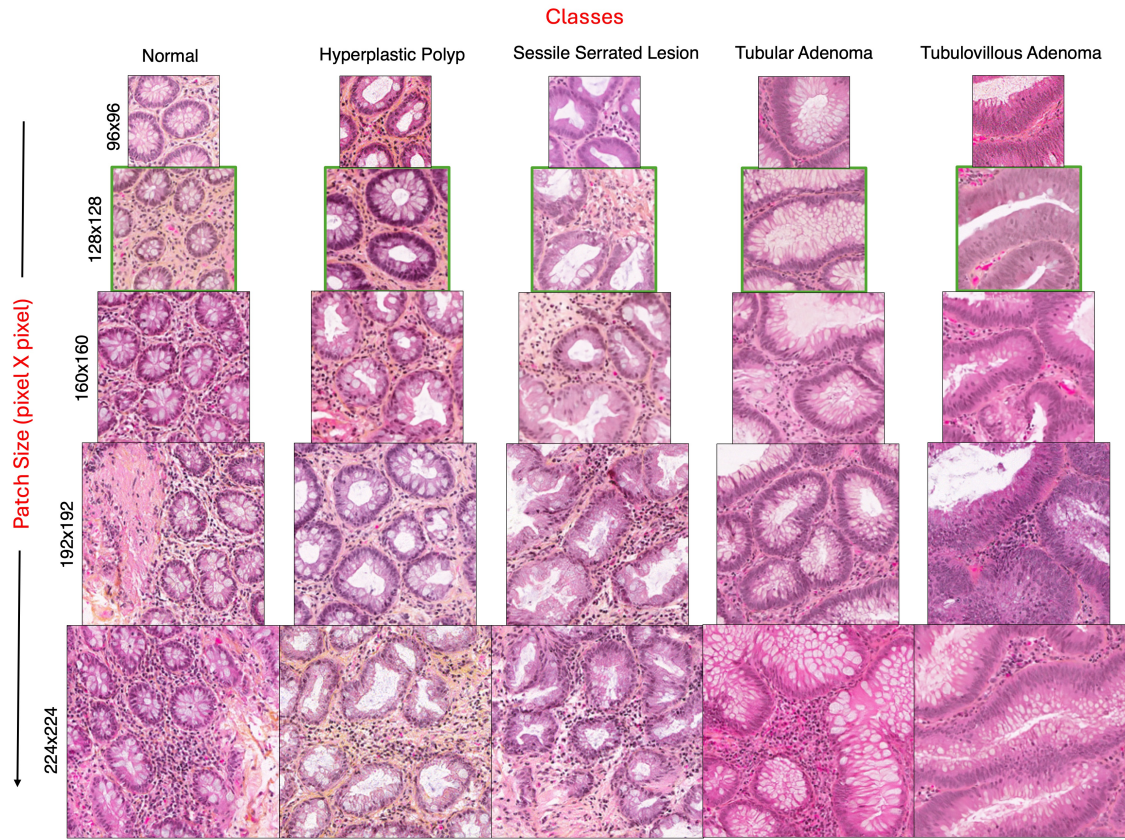 Classes
Normal
Hyperplastic Polyp
Sessile Serrated Lesion
Tubular Adenoma
Tubulovillous Adenoma
Patch Size (pixel X pixel)
96x96
128x128
160x160
192x192
224x224